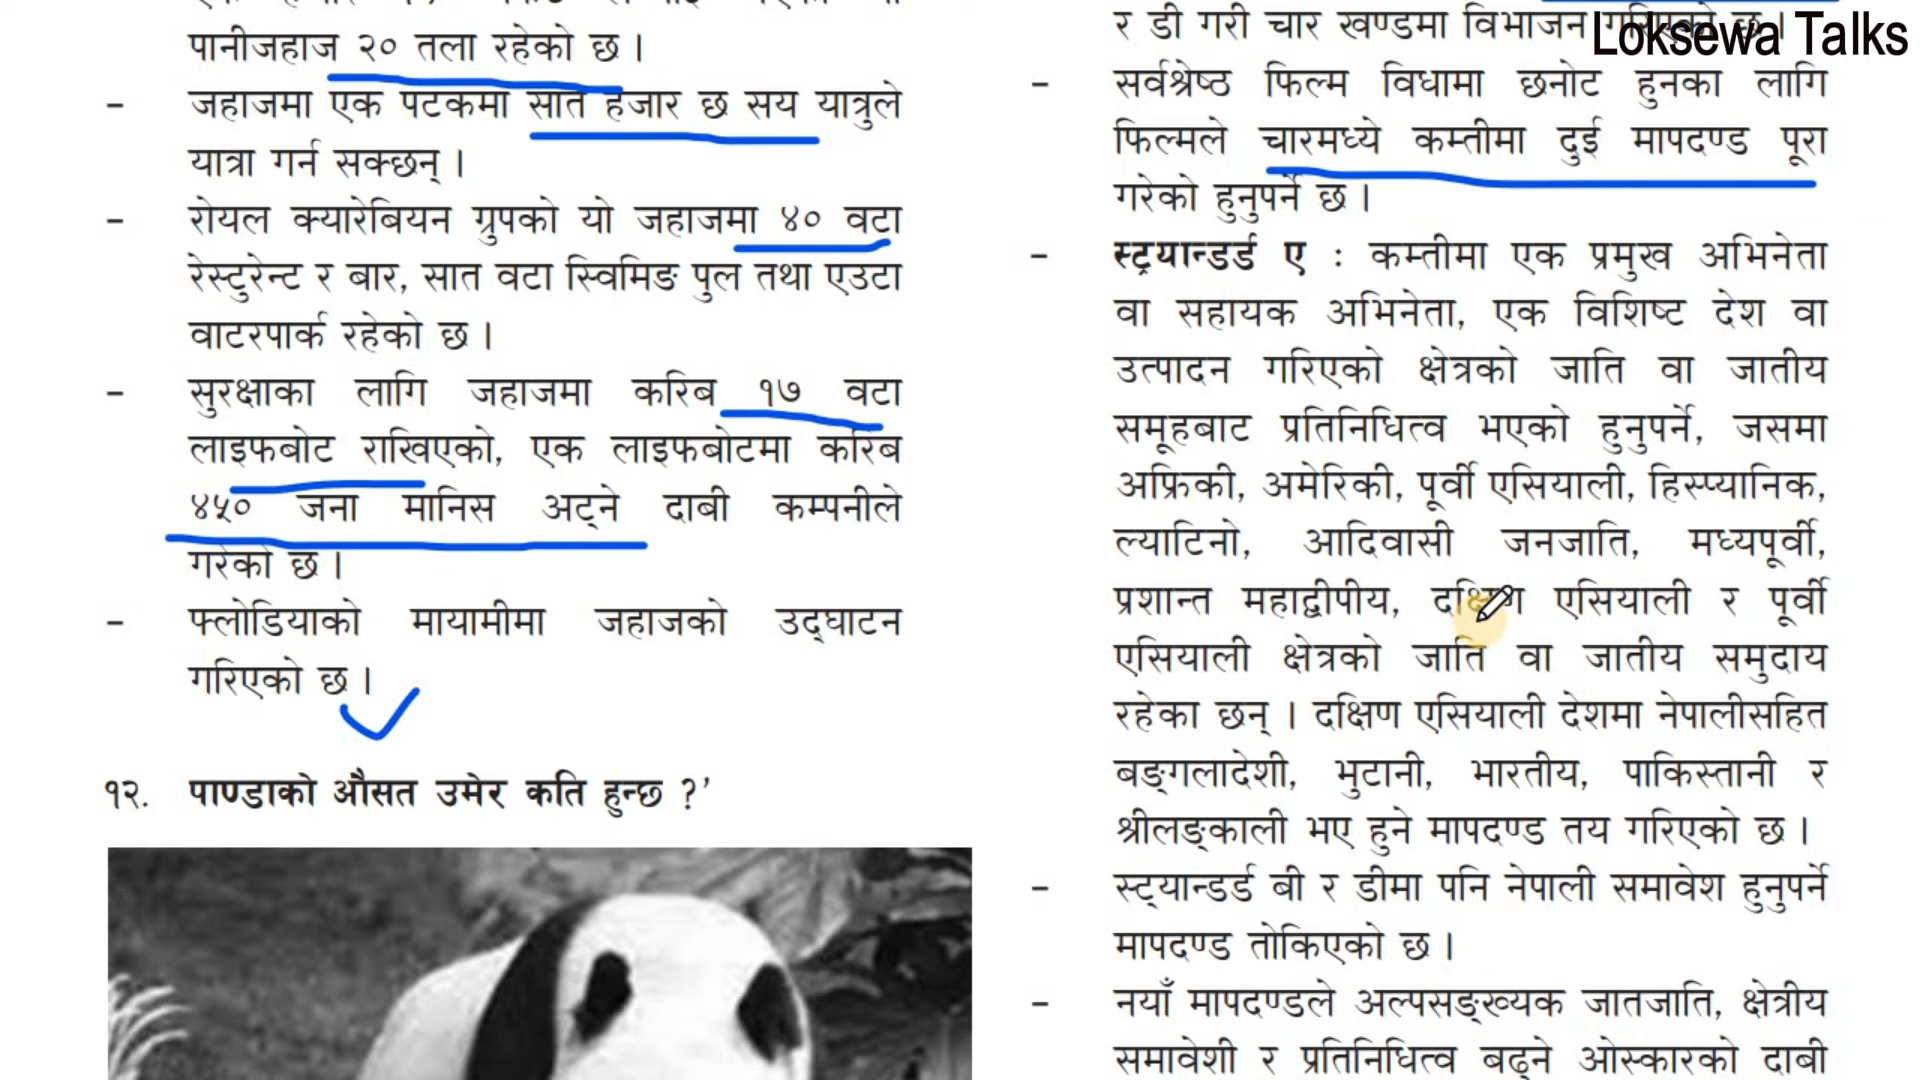 पानीजहाज २० तला रहेको छ ।
- जहाजमा एक पटकमा सात हजार छ सय यात्रुले
यात्रा गर्न सक्छन् ।
- रोयल क्यारेबियन ग्रुपको यो जहाजमा ४० वटा
रेस्टुरेन्ट र बार, सात वटा स्विमिङ पुल तथा एउटा
वाटरपार्क रहेको छ ।
- सुरक्षाका लागि जहाजमा करिब १७ वटा
लाइफबोट राखिएको, एक लाइफबोटमा करिब
४५० जना मानिस अट्ने दाबी कम्पनीले
गरेको छ ।
- फ्लोडियाको मायामीमा जहाजको उद्घाटन
गरिएको छ ।
१२. पाण्डाको औसत उमेर कति हुन्छ ?’
र डी गरी चार खण्डमा विभाजन गरिएको छ ।
- सर्वश्रेष्ठ फिल्म विधामा छनोट हुनका लागि
फिल्मले चारमध्ये कम्तीमा दुई मापदण्ड पूरा
गरेको हुनुपर्ने छ ।
- स्ट्रयान्डर्ड ए : कम्तीमा एक प्रमुख अभिनेता
वा सहायक अभिनेता, एक विशिष्ट देश वा
उत्पादन गरिएको क्षेत्रको जाति वा जातीय
समूहबाट प्रतिनिधित्व भएको हुनुपर्ने, जसमा
अफ्रिकी, अमेरिकी, पूर्वी एसियाली, हिस्प्यानिक,
ल्याटिनो, आदिवासी जनजाति, मध्यपूर्वी,
प्रशान्त महाद्वीपीय, दक्षिण एसियाली र पूर्वी
एसियाली क्षेत्रको जाति वा जातीय समुदाय
रहेका छन् । दक्षिण एसियाली देशमा नेपालीसहित
बङ्गलादेशी, भुटानी, भारतीय, पाकिस्तानी र
श्रीलङ्काली भए हुने मापदण्ड तय गरिएको छ ।
- स्ट्यान्डर्ड बी र डीमा पनि नेपाली समावेश हुनुपर्ने
मापदण्ड तोकिएको छ ।
- नयाँ मापदण्डले अल्पसङ्ख्यक जातजाति, क्षेत्रीय
समावेशी र प्रतिनिधित्व बढ्ने ओस्कारको दाबी
Loksewa Talks